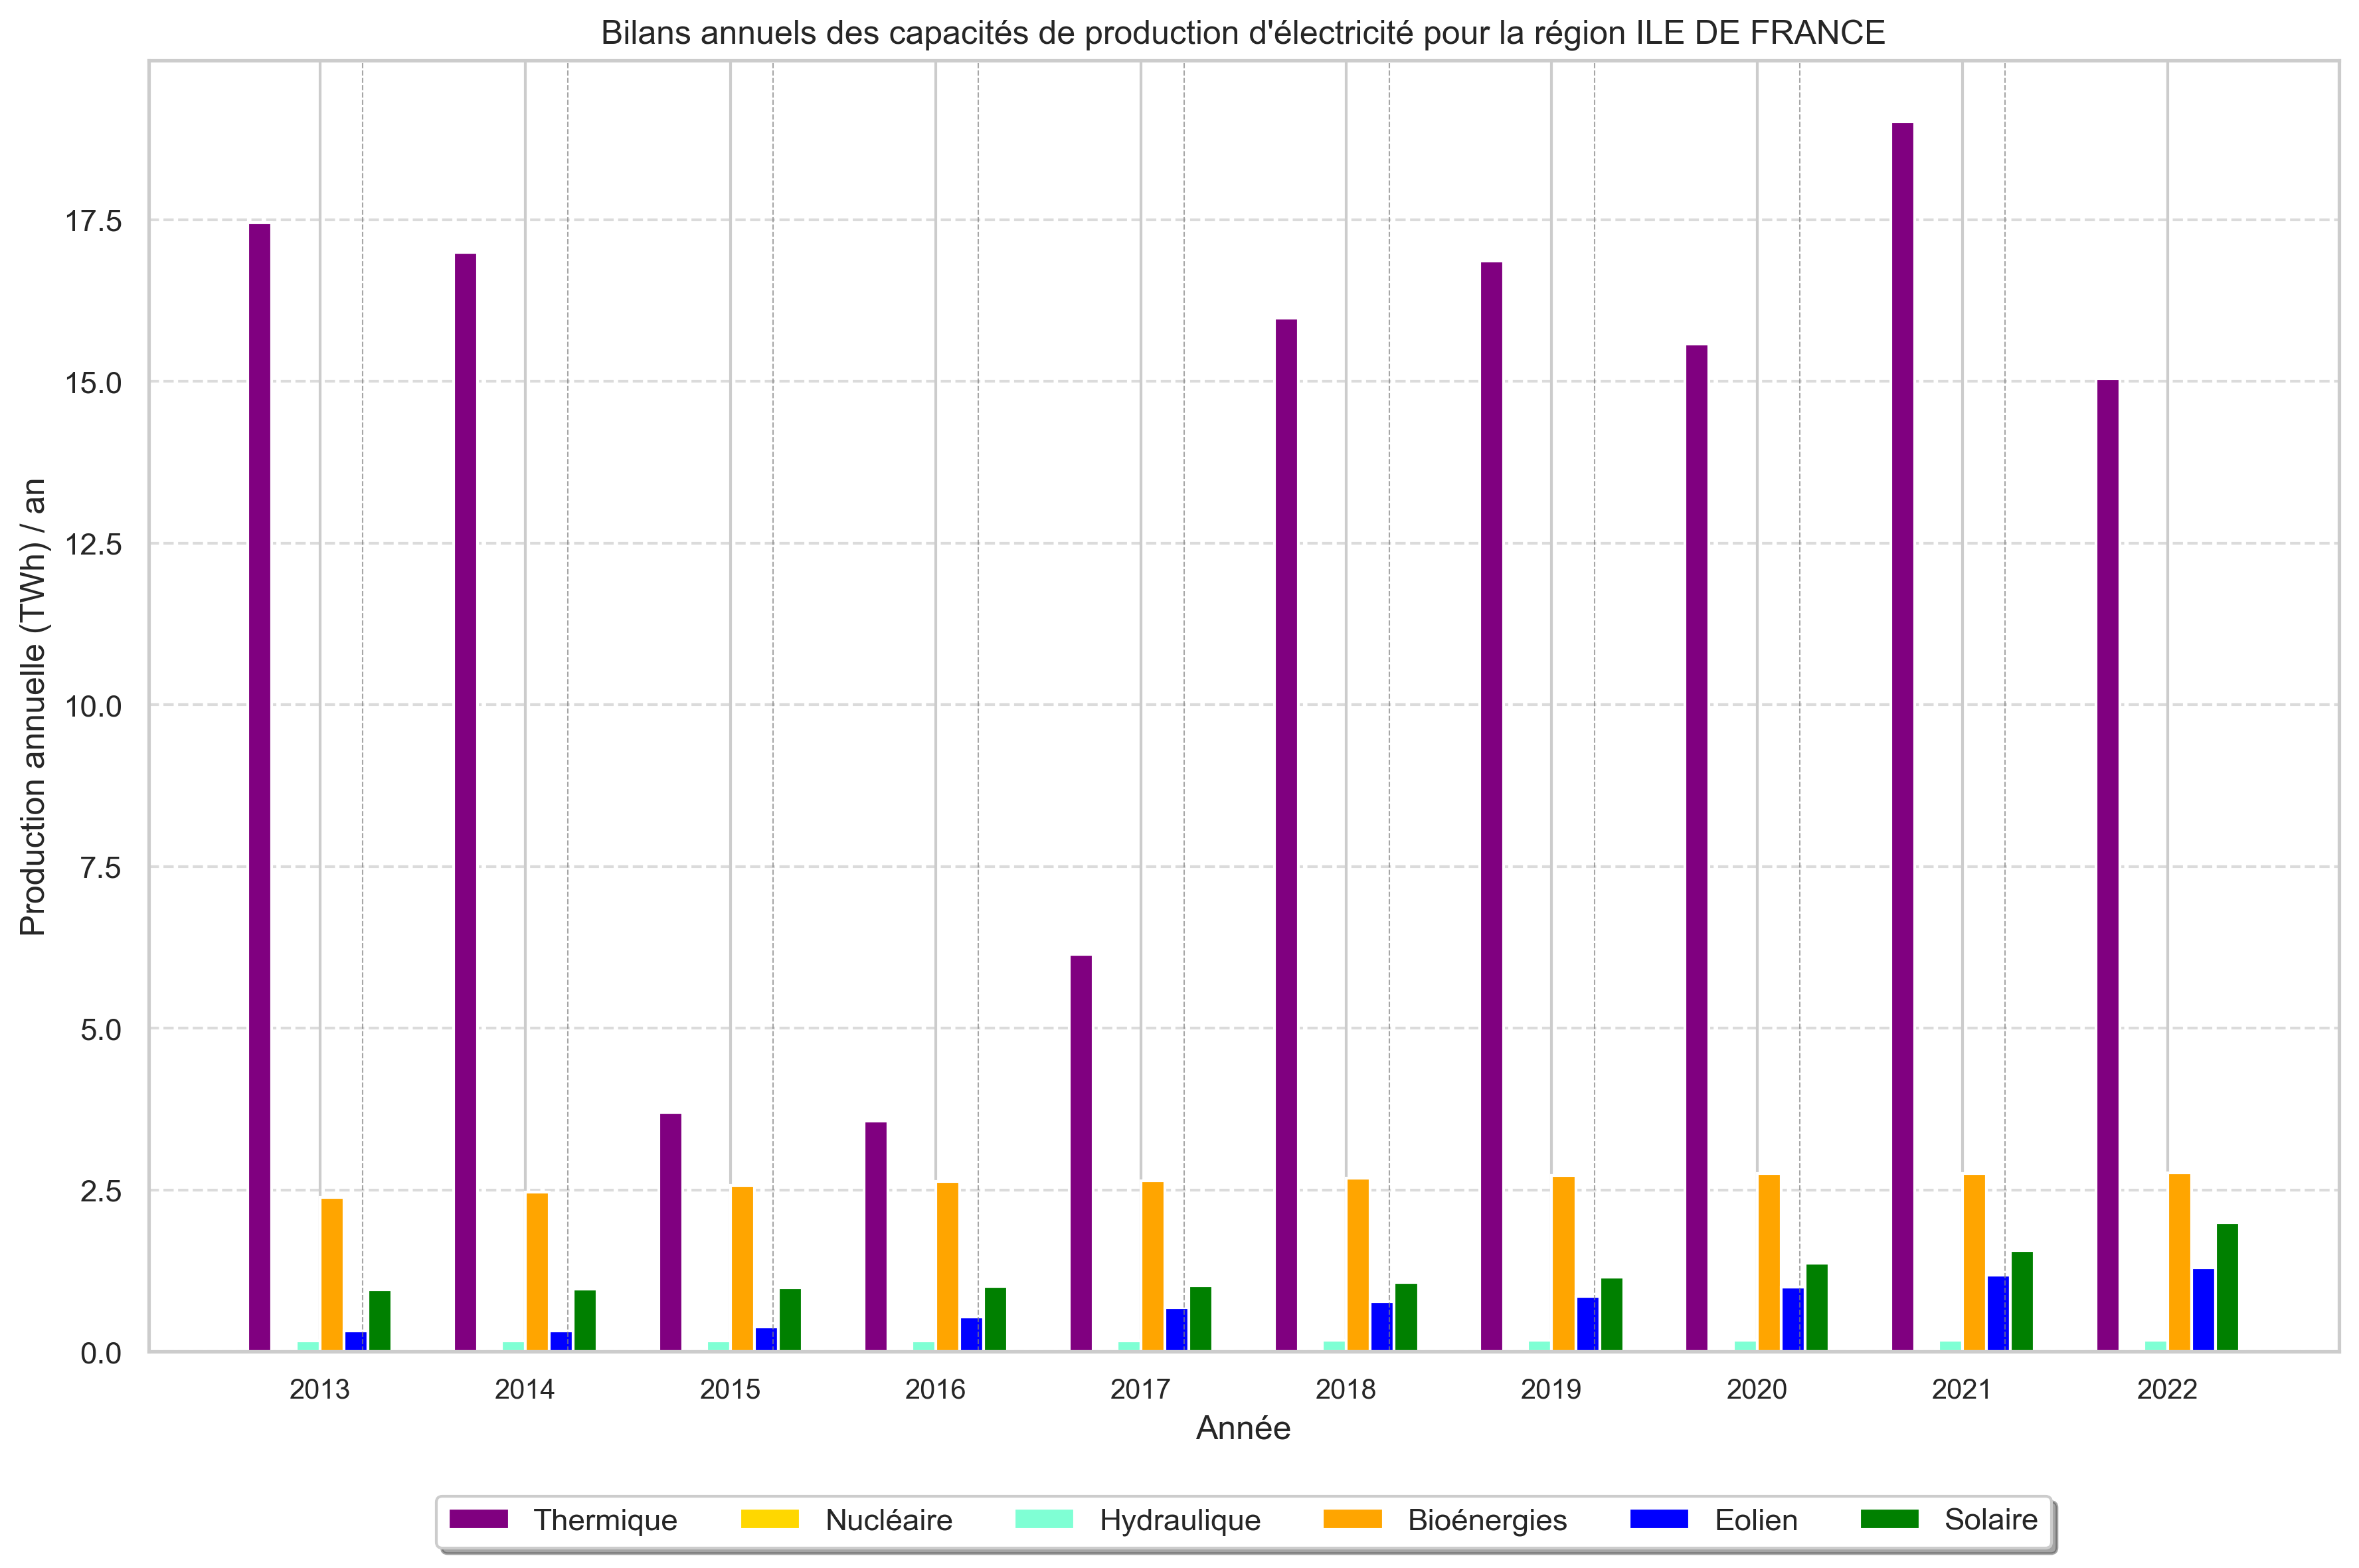 Bilans annuels des capacités de production d'électricité pour la région ILE DE FRANCE
Production annuelle (TWh) / an
17.5
15.0
12.5
10.0
7.5
5.0
2.5
0.0
2013 2014 2015 2016 2017 2018 2019 2020 2021 2022
Année
Thermique Nucléaire Hydraulique Bioénergies Eolien Solaire